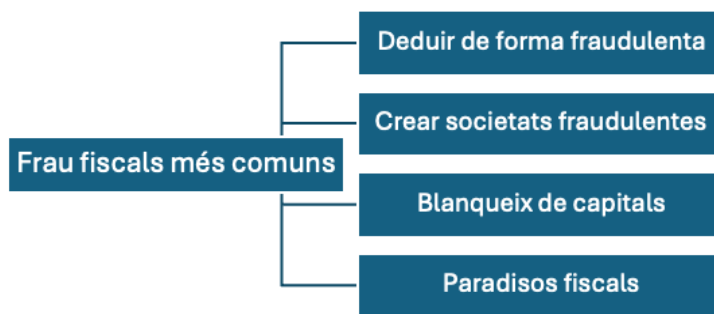 Frau fiscals més comuns
Deduir de forma fraudulenta
Crear societats fraudulentes
Blanqueix de capitals
Paradisos fiscals